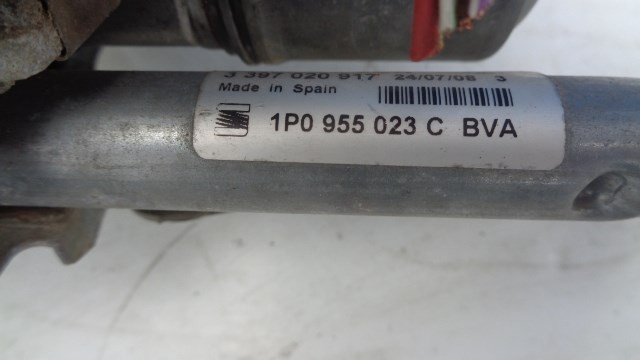 3 397 020 917 24/07/08 3
Made in Spain
1P0 955 023 C BVA